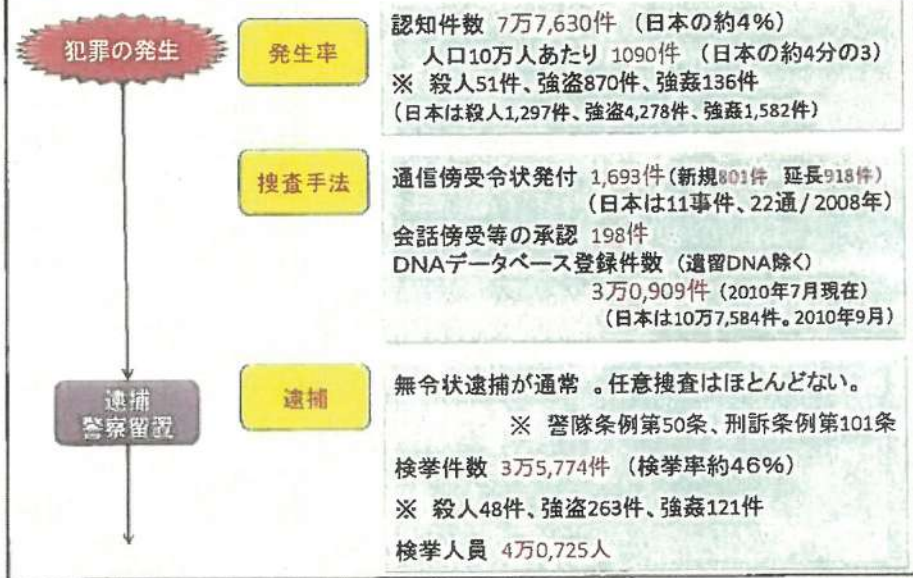 犯罪の発生
発生率
認知件数 7万7,630件 (日本の約4%)
人口10万人あたり 1090件 (日本の約4分の3)
※ 殺人51件、強盗870件、強姦136件
(日本は殺人1,297件、強盗4,278件、強姦1,582件)
捜査手法
通信傍受令状発付 1,693件(新規801件 延長918件)
(日本は11事件、22通/2008年)
会話傍受等の承認 198件
DNAデータベース登録件数 (遺留DNA除く)
3万0,909件 (2010年7月現在)
(日本は10万7,584件。2010年9月)
逮捕
警察留置
逮捕
無令状逮捕が通常 。任意捜査はほとんどない。
※ 警隊条例第50条、刑訴条例第101条
検挙件数 3万5,774件 (検挙率約46%)
※ 殺人48件、強盗263件、強姦121件
検挙人員 4万0,725人